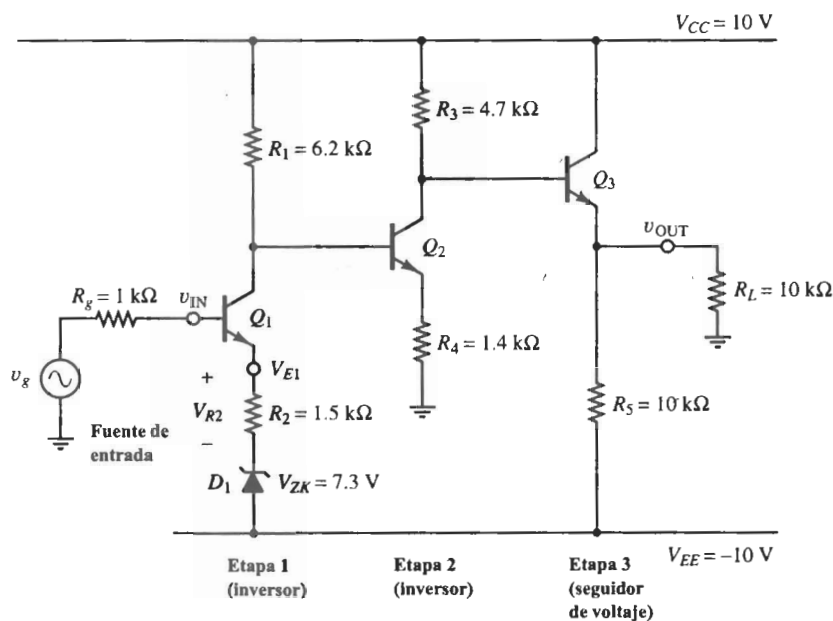 V_CC = 10 V
R_3 = 4.7 kΩ
R_1 = 6.2 kΩ
Q_3
v_OUT
Q_2
R_g = 1 kΩ
v_IN
R_L = 10 kΩ
Q_1
R_4 = 1.4 kΩ
v_g
+
V_E1
V_R2
R_2 = 1.5 kΩ
R_5 = 10 kΩ
Fuente de
entrada
–
D_1
V_ZK = 7.3 V
V_EE = –10 V
Etapa 1
(inversor)
Etapa 2
(inversor)
Etapa 3
(seguidor
de voltaje)